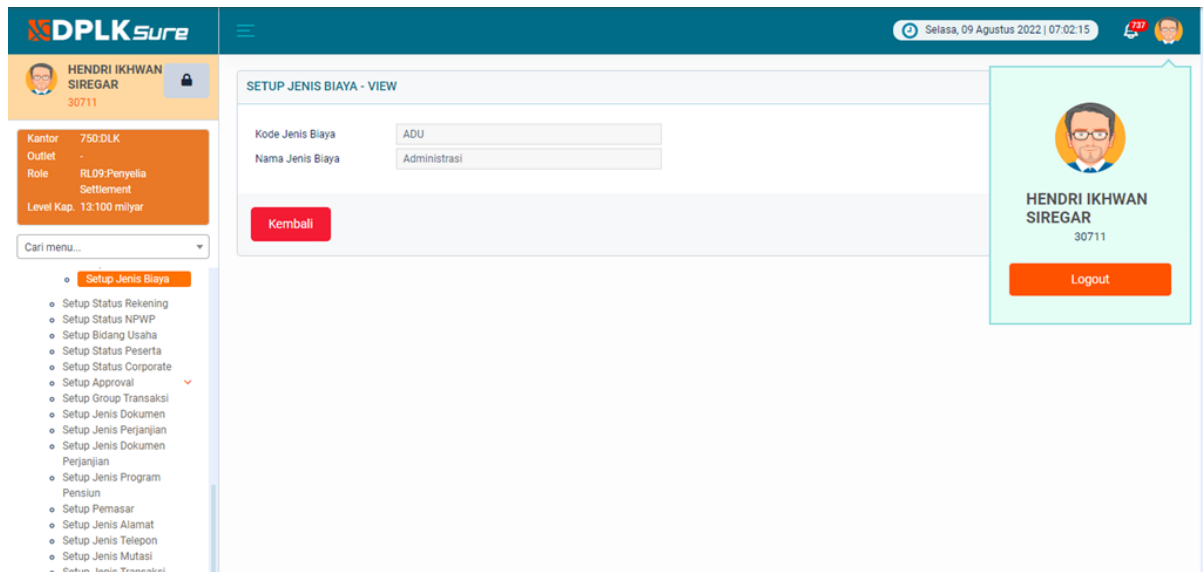 DPLKSure
Selasa, 09 Agustus 2022 | 07:02:15
737
HENDRI IKHWAN
SIREGAR
30711
Kantor 750:DLK
Outlet -
Role RL09:Penyelia
Settlement
Level Kap. 13:100 milyar
Cari menu...
Setup Jenis Biaya
Setup Status Rekening
Setup Status NPWP
Setup Bidang Usaha
Setup Status Peserta
Setup Status Corporate
Setup Approval
Setup Group Transaksi
Setup Jenis Dokumen
Setup Jenis Perjanjian
Setup Jenis Dokumen
Perjanjian
Setup Jenis Program
Pensiun
Setup Pemasar
Setup Jenis Alamat
Setup Jenis Telepon
Setup Jenis Mutasi
Setup Jenis Transaksi
SETUP JENIS BIAYA - VIEW
Kode Jenis Biaya ADU
Nama Jenis Biaya Administrasi
Kembali
HENDRI IKHWAN
SIREGAR
30711
Logout